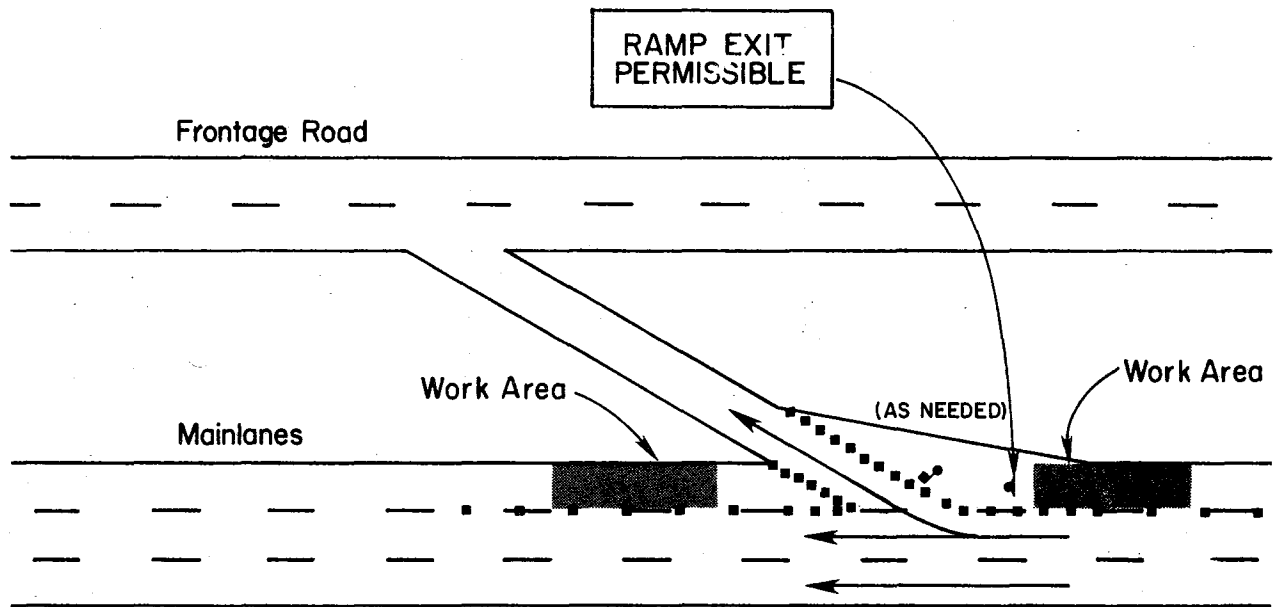 RAMP EXIT
PERMISSIBLE
Frontage Road
Work Area
Work Area
(AS NEEDED)
Mainlanes